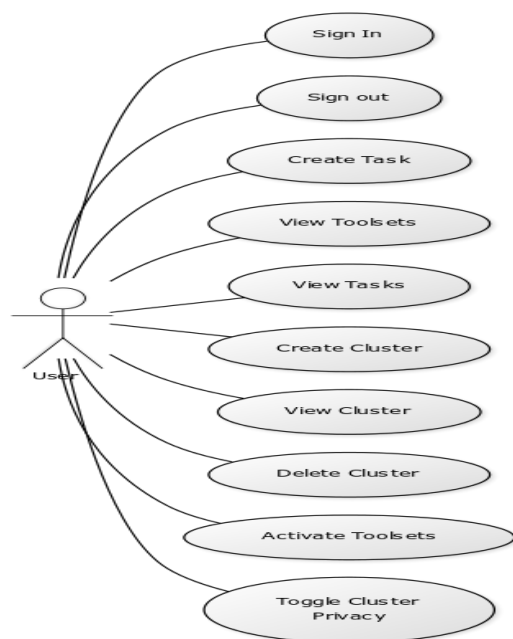 Sign In
Sign out
Create Task
View Toolsets
View Tasks
Create Cluster
User
View Cluster
Delete Cluster
Activate Toolsets
Toggle Cluster
Privacy